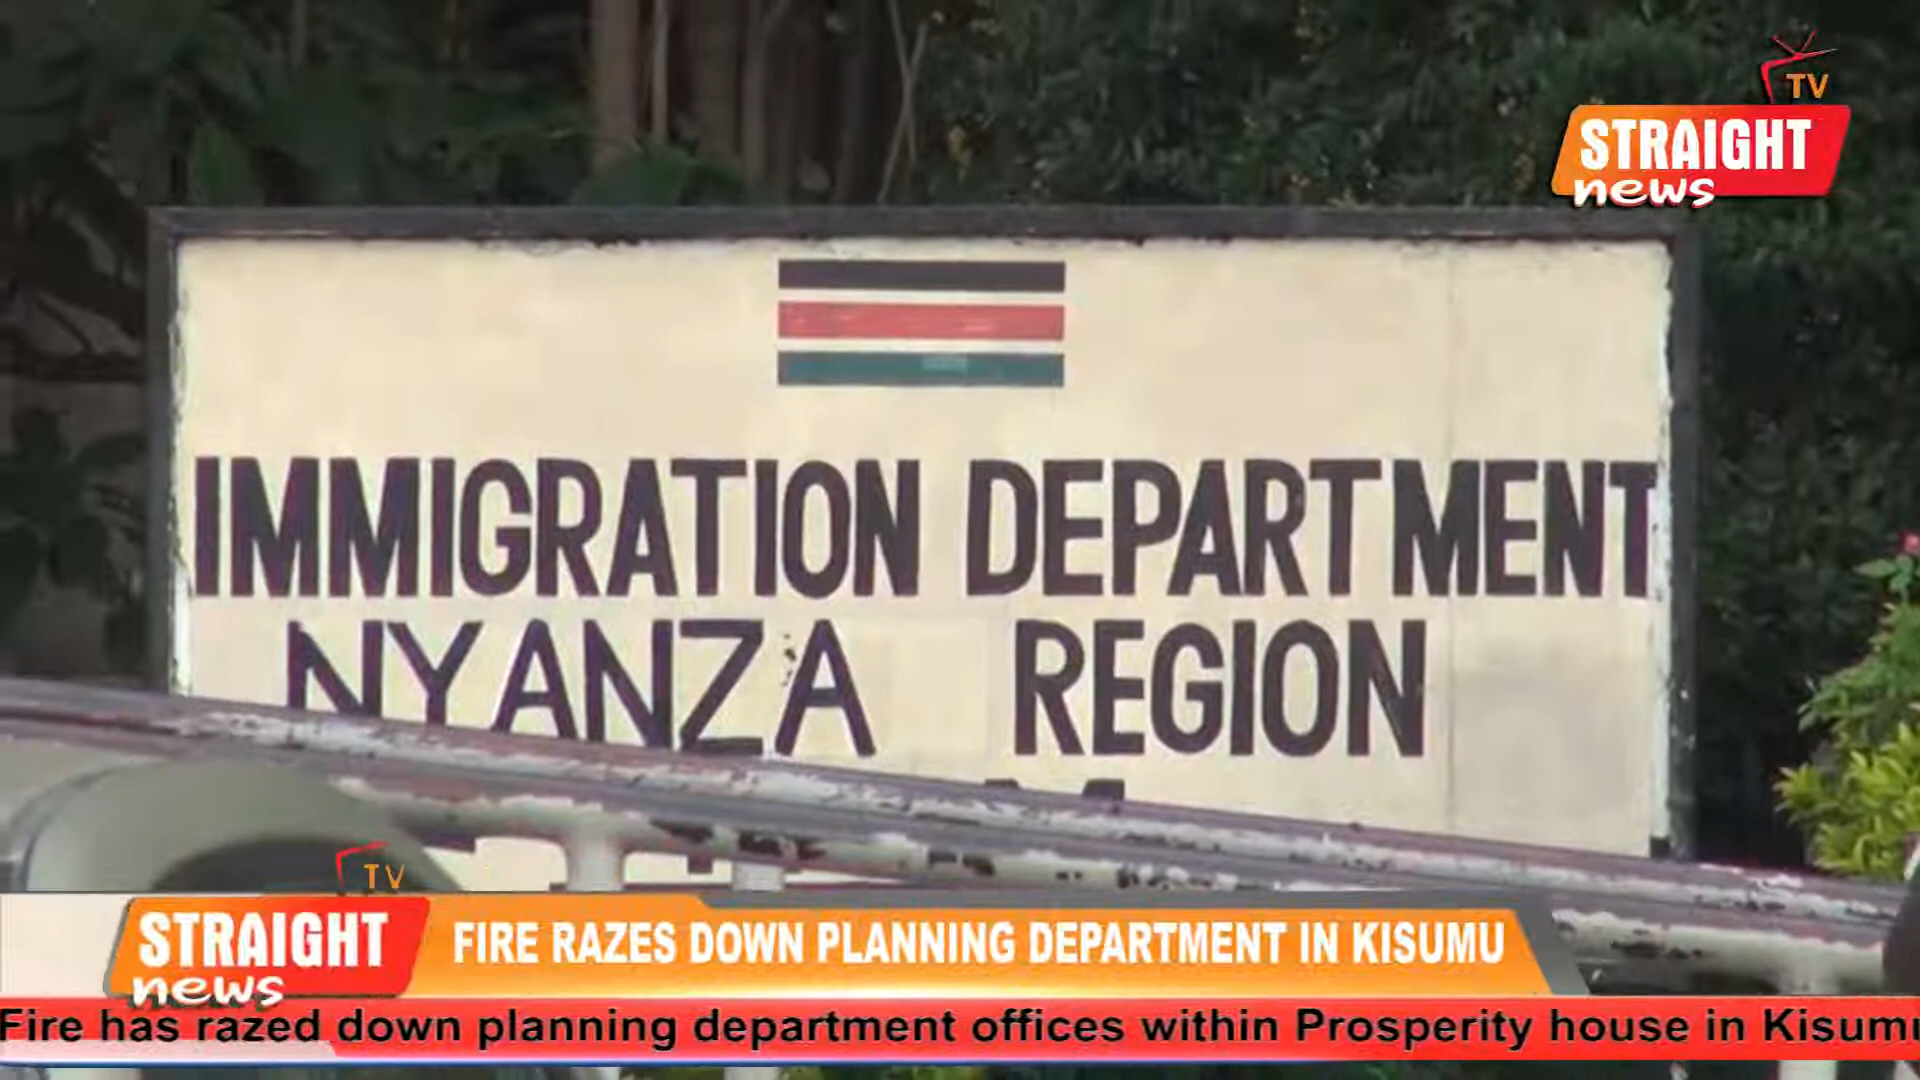 TV
STRAIGHT
news
IMMIGRATION DEPARTMENT
NYANZA REGION
TV
STRAIGHT
news
FIRE RAZES DOWN PLANNING DEPARTMENT IN KISUMU
Fire has razed down planning department offices within Prosperity house in Kisumu